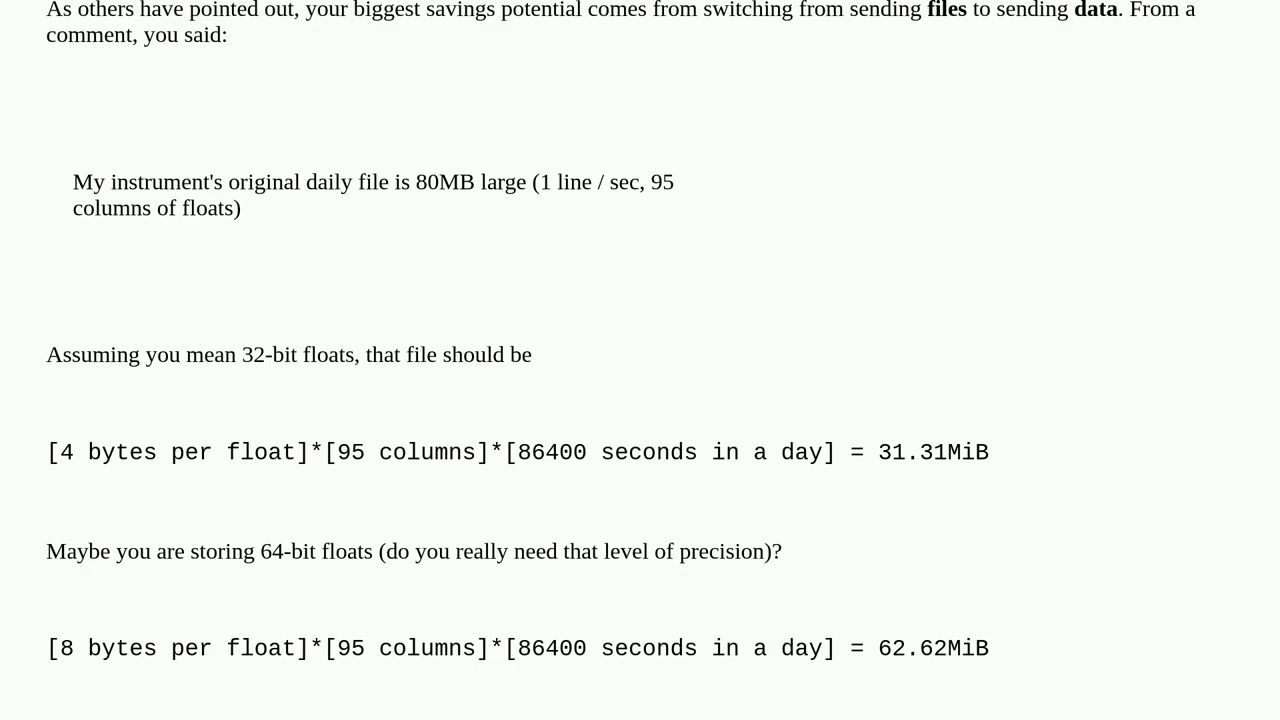 As others have pointed out, your biggest savings potential comes from switching from sending files to sending data. From a
comment, you said:
My instrument's original daily file is 80MB large (1 line / sec, 95
columns of floats)
Assuming you mean 32-bit floats, that file should be
[4 bytes per float]*[95 columns]*[86400 seconds in a day] = 31.31MiB
Maybe you are storing 64-bit floats (do you really need that level of precision)?
[8 bytes per float]*[95 columns]*[86400 seconds in a day] = 62.62MiB